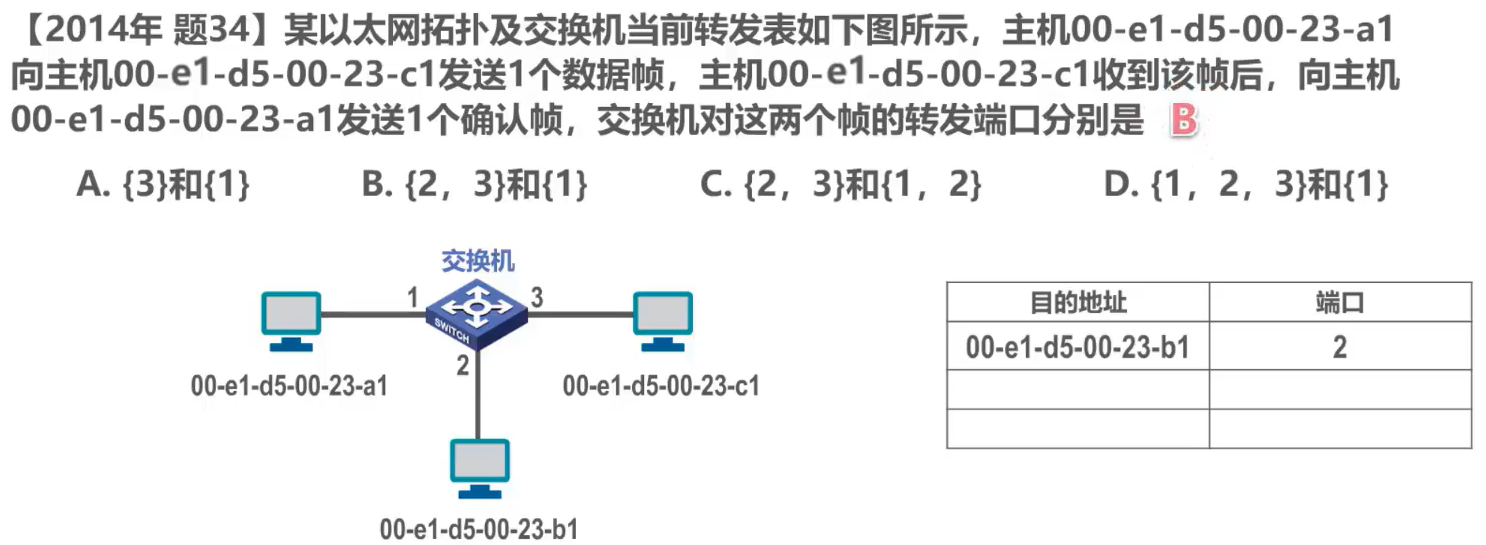 【2014年 题34】某以太网拓扑及交换机当前转发表如下图所示，主机00-e1-d5-00-23-a1
向主机00-e1-d5-00-23-c1发送1个数据帧，主机00-e1-d5-00-23-c1收到该帧后，向主机
00-e1-d5-00-23-a1发送1个确认帧，交换机对这两个帧的转发端口分别是 B
A. {3}和{1} B. {2，3}和{1} C. {2，3}和{1，2} D. {1，2，3}和{1}
交换机
1
3
SWITCH
2
00-e1-d5-00-23-a1
00-e1-d5-00-23-c1
00-e1-d5-00-23-b1
目的地址 端口
00-e1-d5-00-23-b1 2